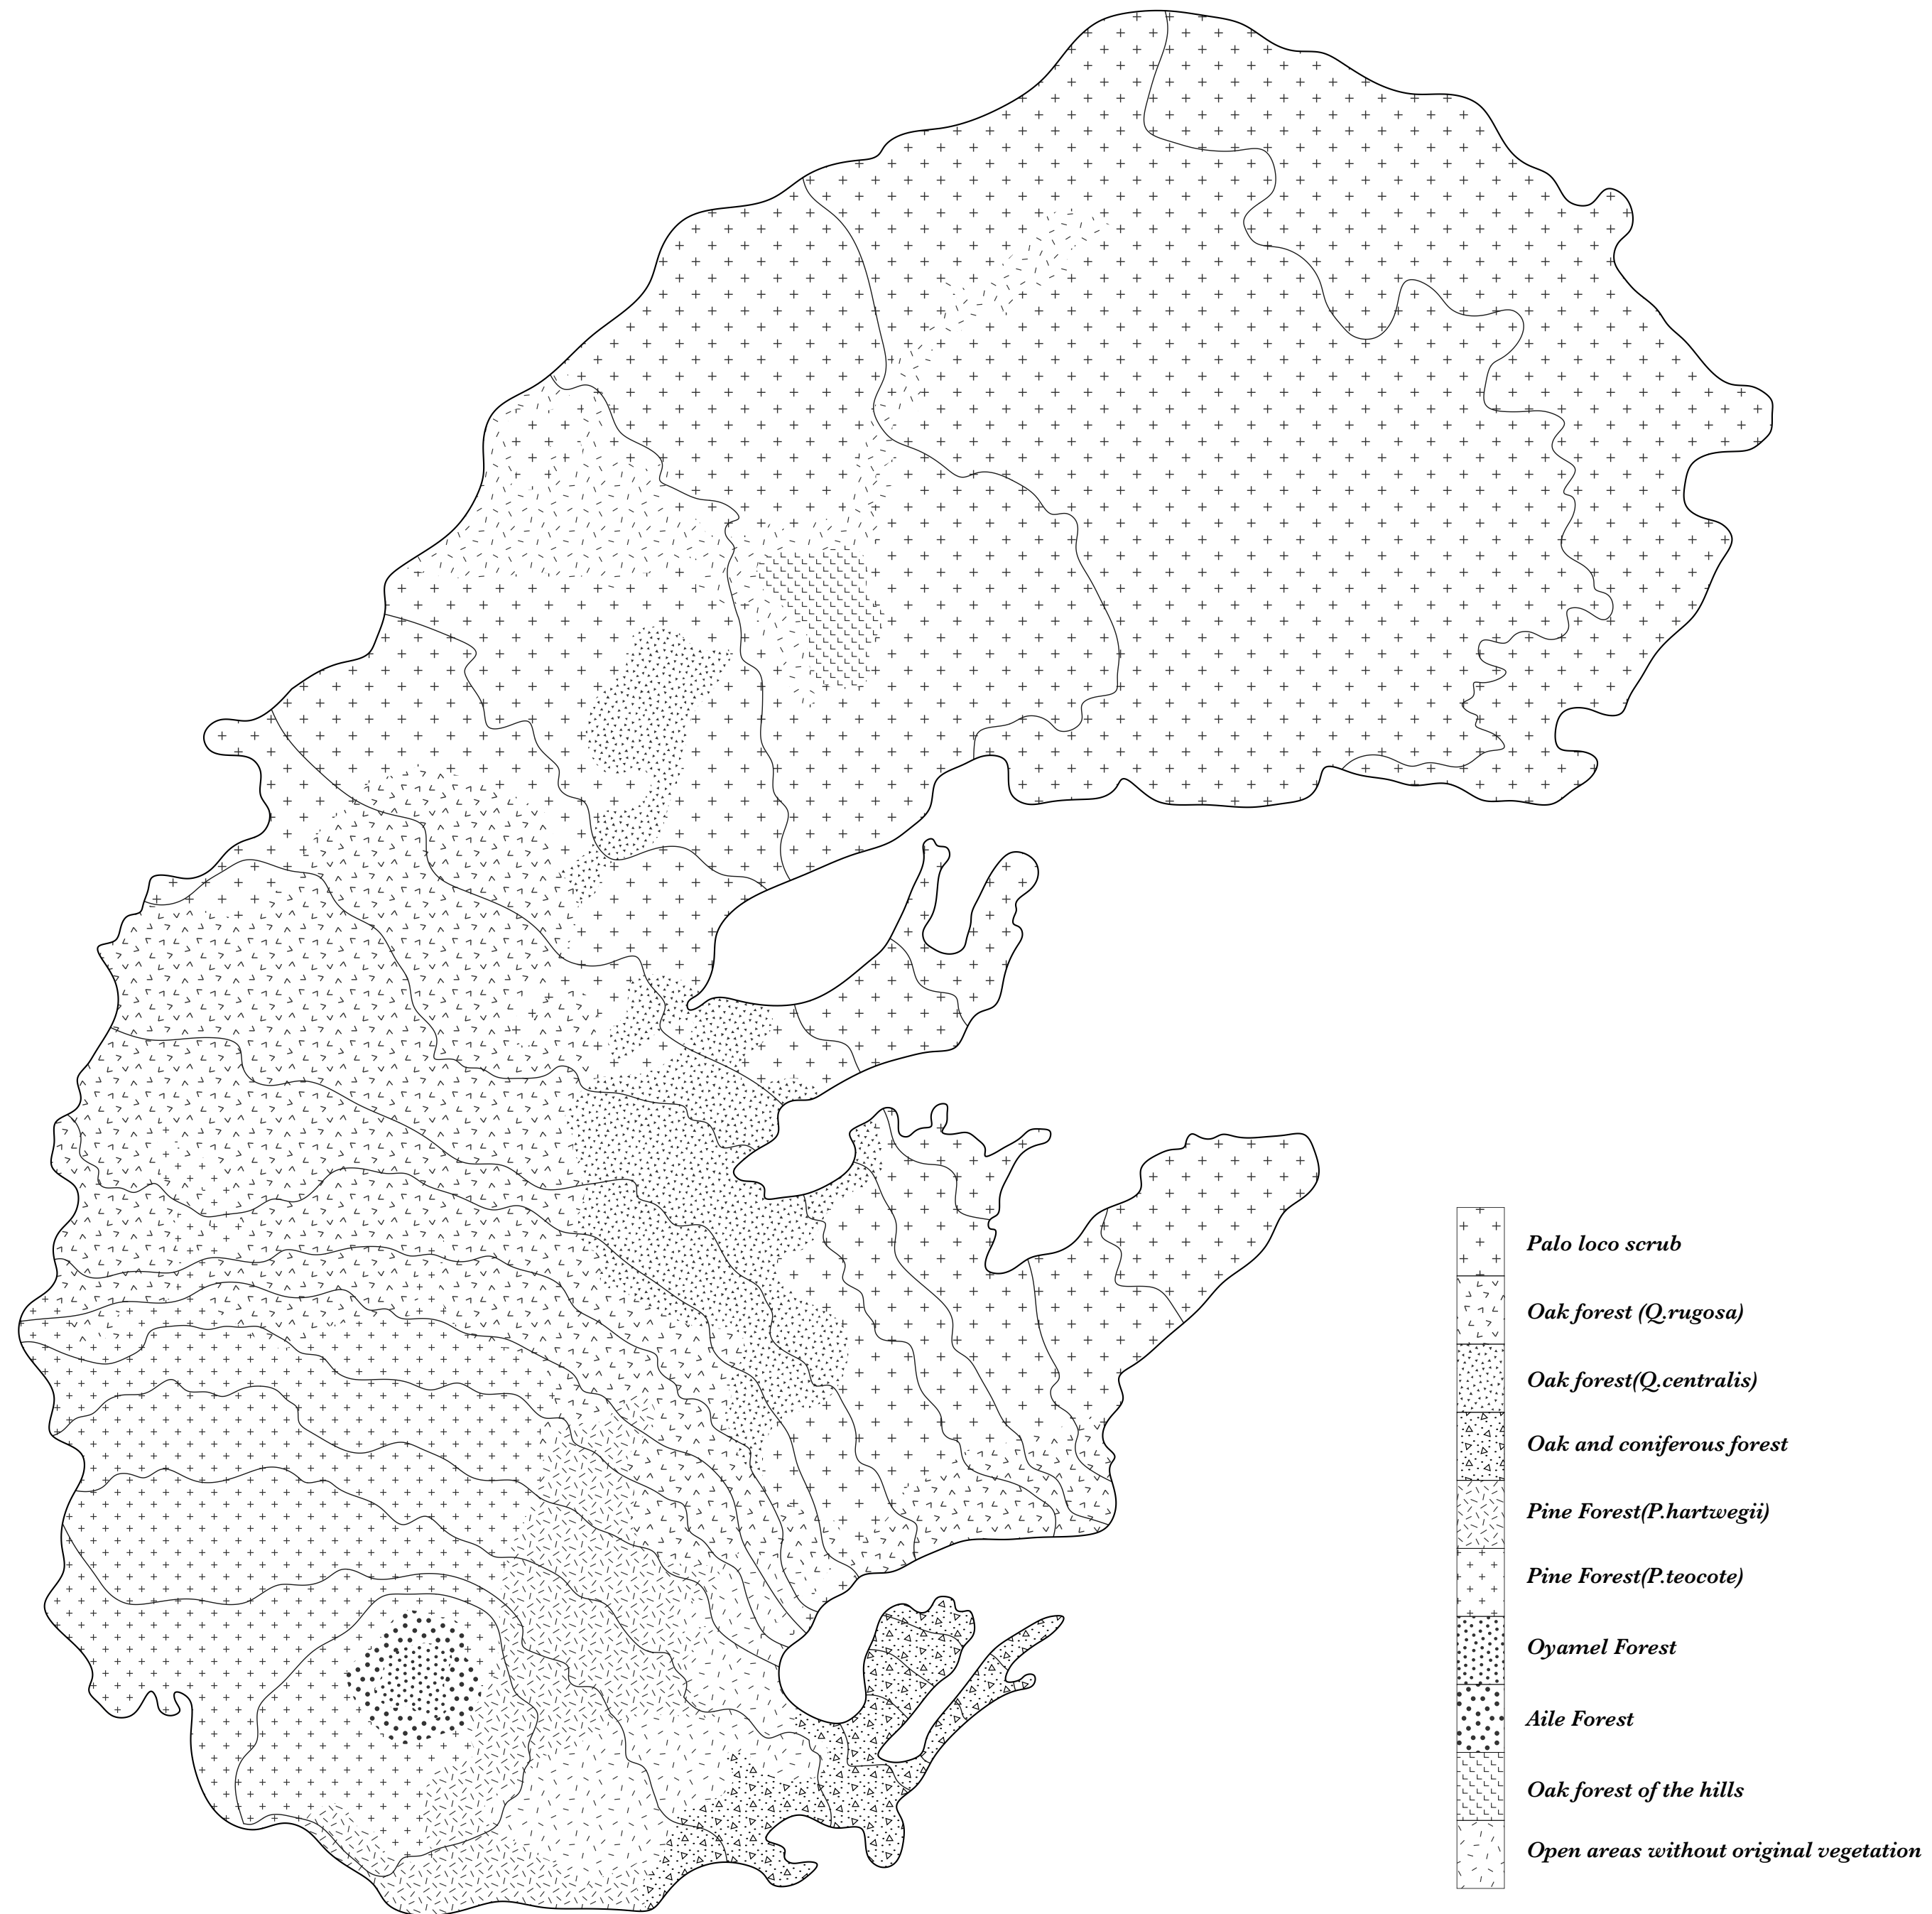 Palo loco scrub
Oak forest (Q.rugosa)
Oak forest(Q.centralis)
Oak and coniferous forest
Pine Forest(P.hartwegii)
Pine Forest(P.teocote)
Oyamel Forest
Aile Forest
Oak forest of the hills
Open areas without original vegetation